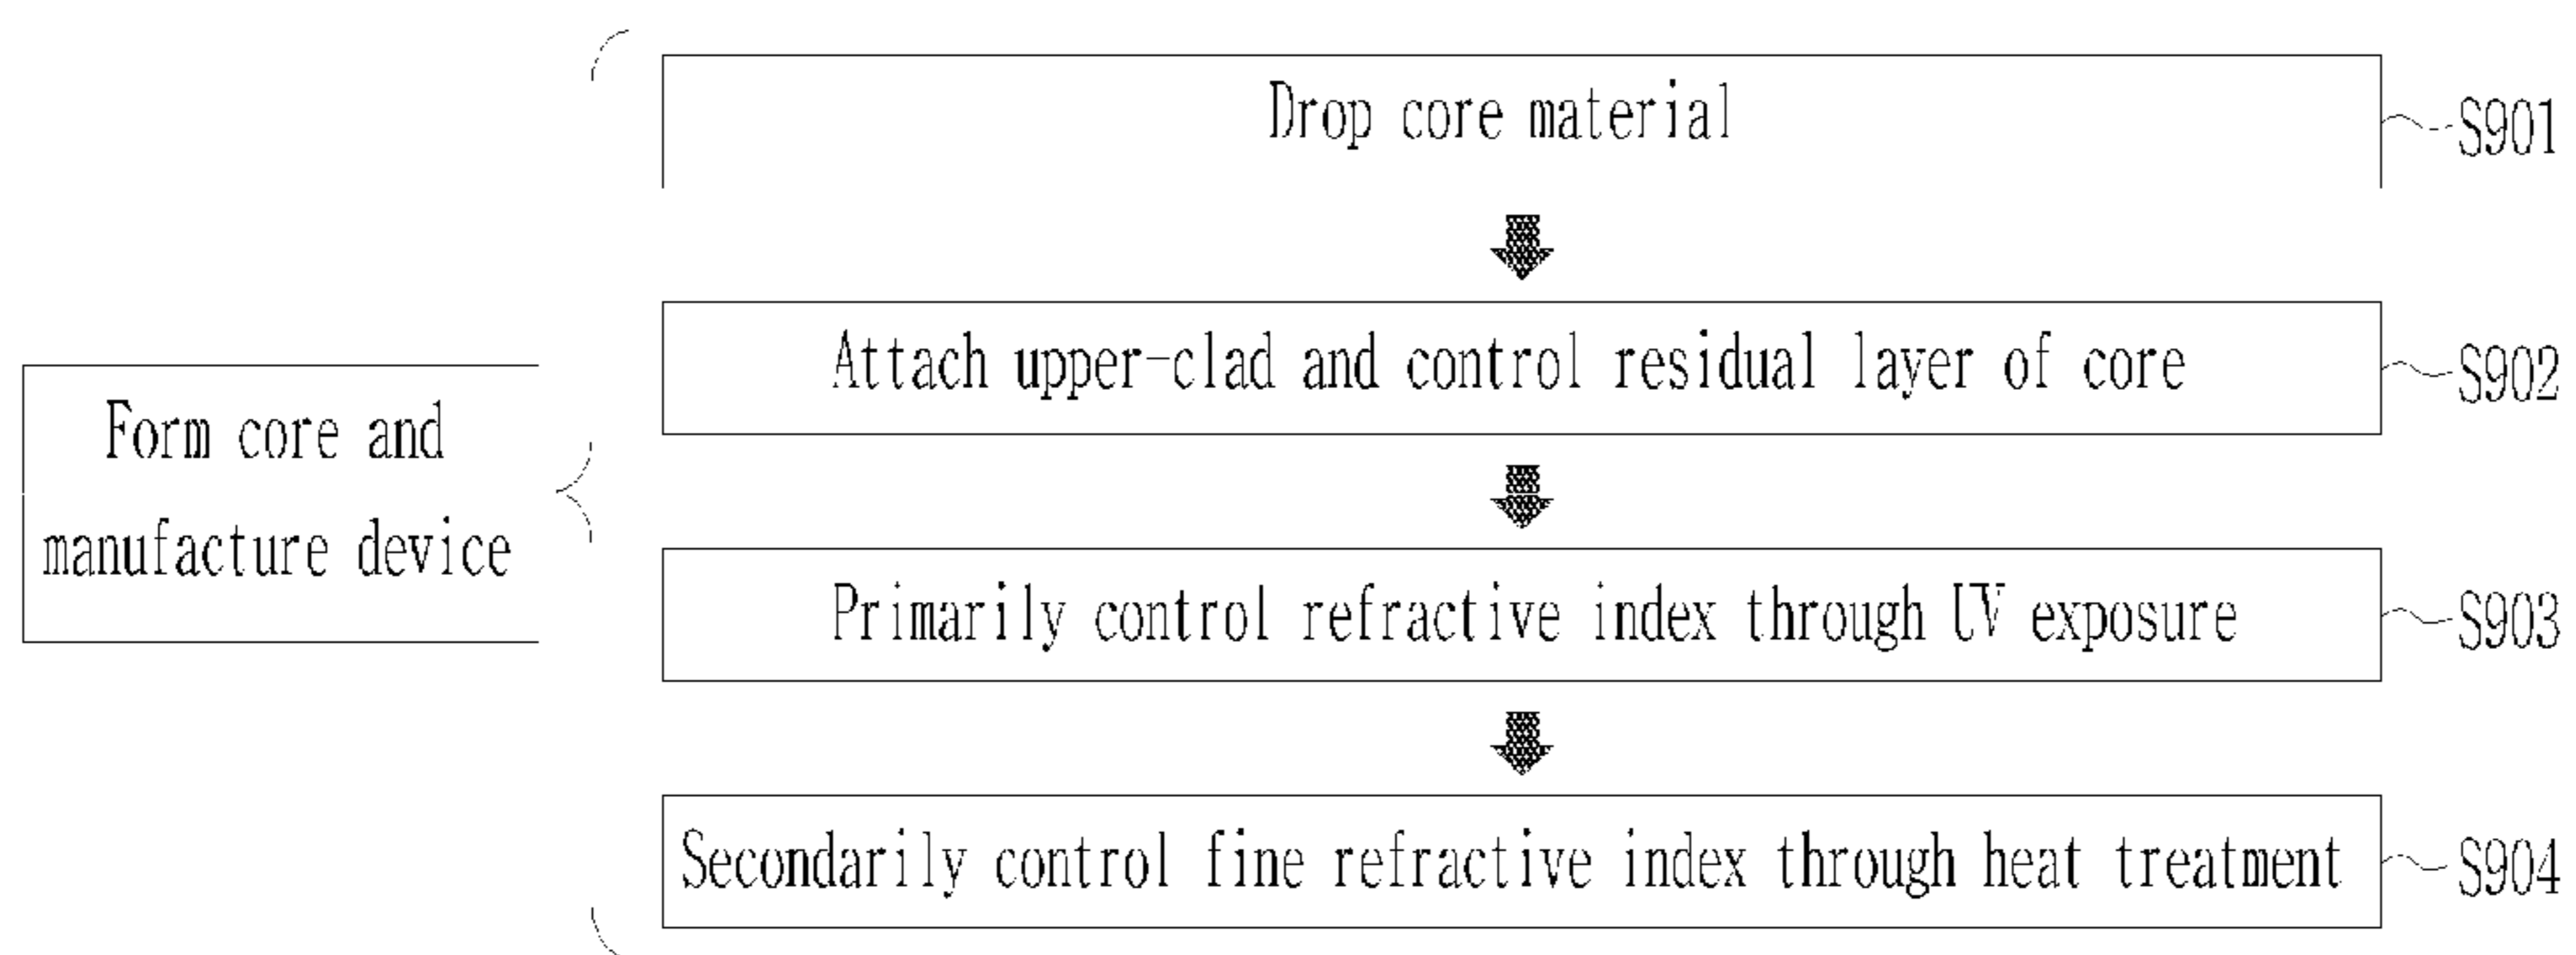 Drop core material
S901
Attach upper-clad and control residual layer of core
S902
Form core and
manufacture device
Primarily control refractive index through UV exposure
S903
Secondarily control fine refractive index through heat treatment
S904